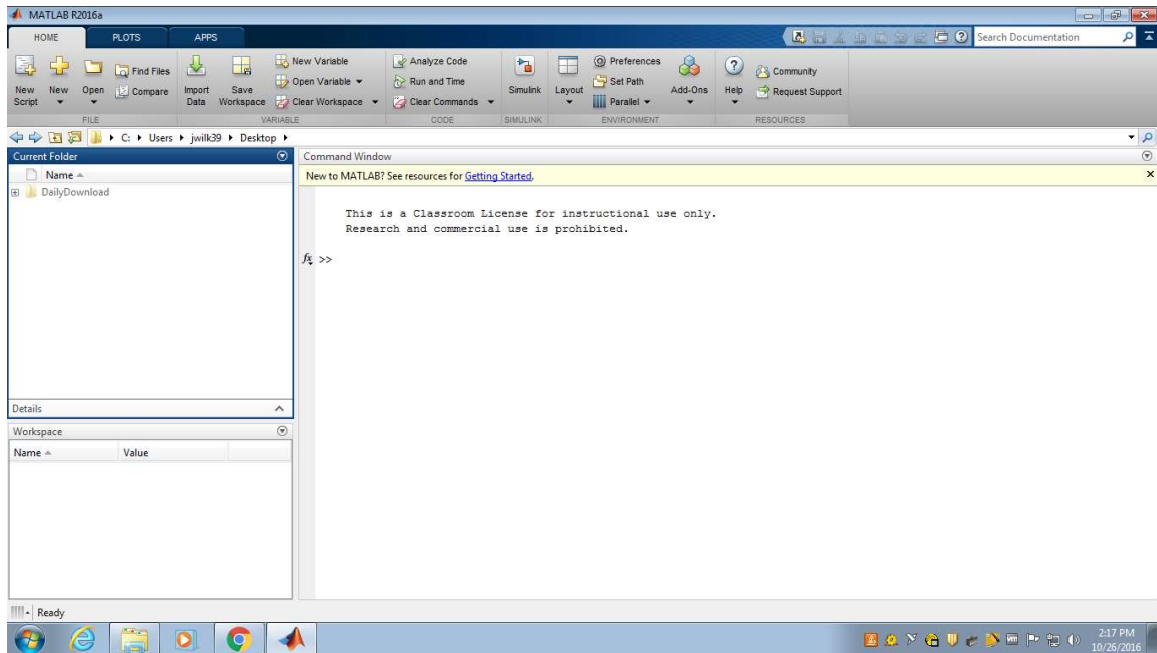 MATLAB R2016a
HOME PLOTS APPS
Search Documentation
New Script
New
Open
Find Files
Compare
Import Data
Save Workspace
New Variable
Open Variable
Clear Workspace
Analyze Code
Run and Time
Clear Commands
Simulink
Layout
Preferences
Set Path
Parallel
Add-Ons
Help
Community
Request Support
FILE VARIABLE CODE SIMULINK ENVIRONMENT RESOURCES
C: Users jwilk39 Desktop
Current Folder
Name
DailyDownload
Details
Workspace
Name Value
Command Window
New to MATLAB? See resources for Getting Started.
This is a Classroom License for instructional use only.
Research and commercial use is prohibited.
fx >>
Ready
2:17 PM
10/26/2016